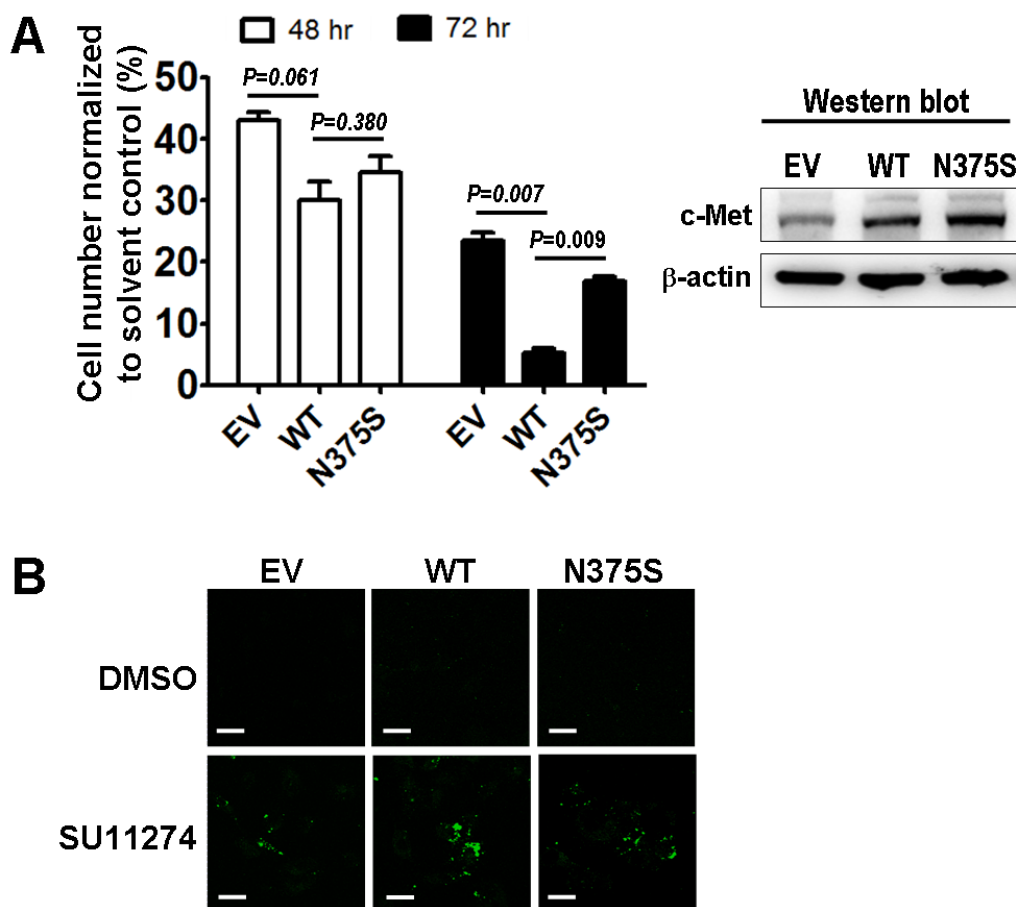 A
48 hr 72 hr
Cell number normalized
to solvent control (%)
50
40
30
20
10
0
P=0.061
P=0.380
P=0.007
P=0.009
EV WT N375S EV WT N375S
Western blot
EV WT N375S
c-Met
β-actin
B
EV WT N375S
DMSO
SU11274